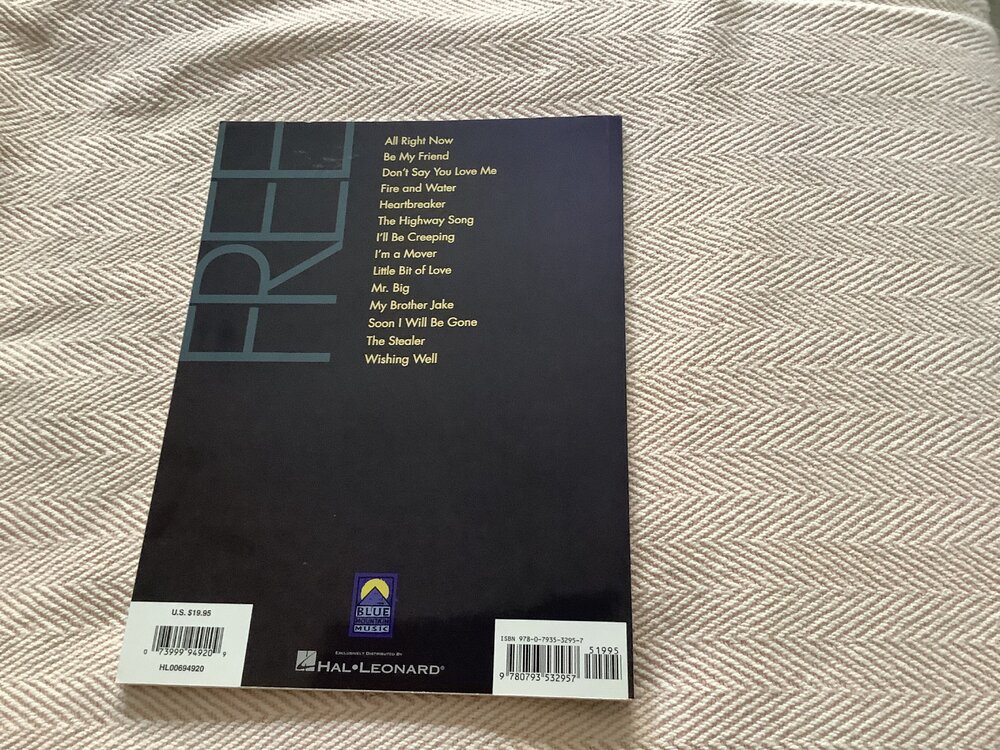 FREE
All Right Now
Be My Friend
Don't Say You Love Me
Fire and Water
Heartbreaker
The Highway Song
I'll Be Creeping
I'm a Mover
Little Bit of Love
Mr. Big
My Brother Jake
Soon I Will Be Gone
The Stealer
Wishing Well
BLUE
MOUNTAIN
MUSIC
U.S. $19.95
0 73999 94920 9
HL00694920
EXCLUSIVELY DISTRIBUTED BY
HAL•LEONARD®
ISBN 978-0-7935-3295-7
51995
9 780793 532957